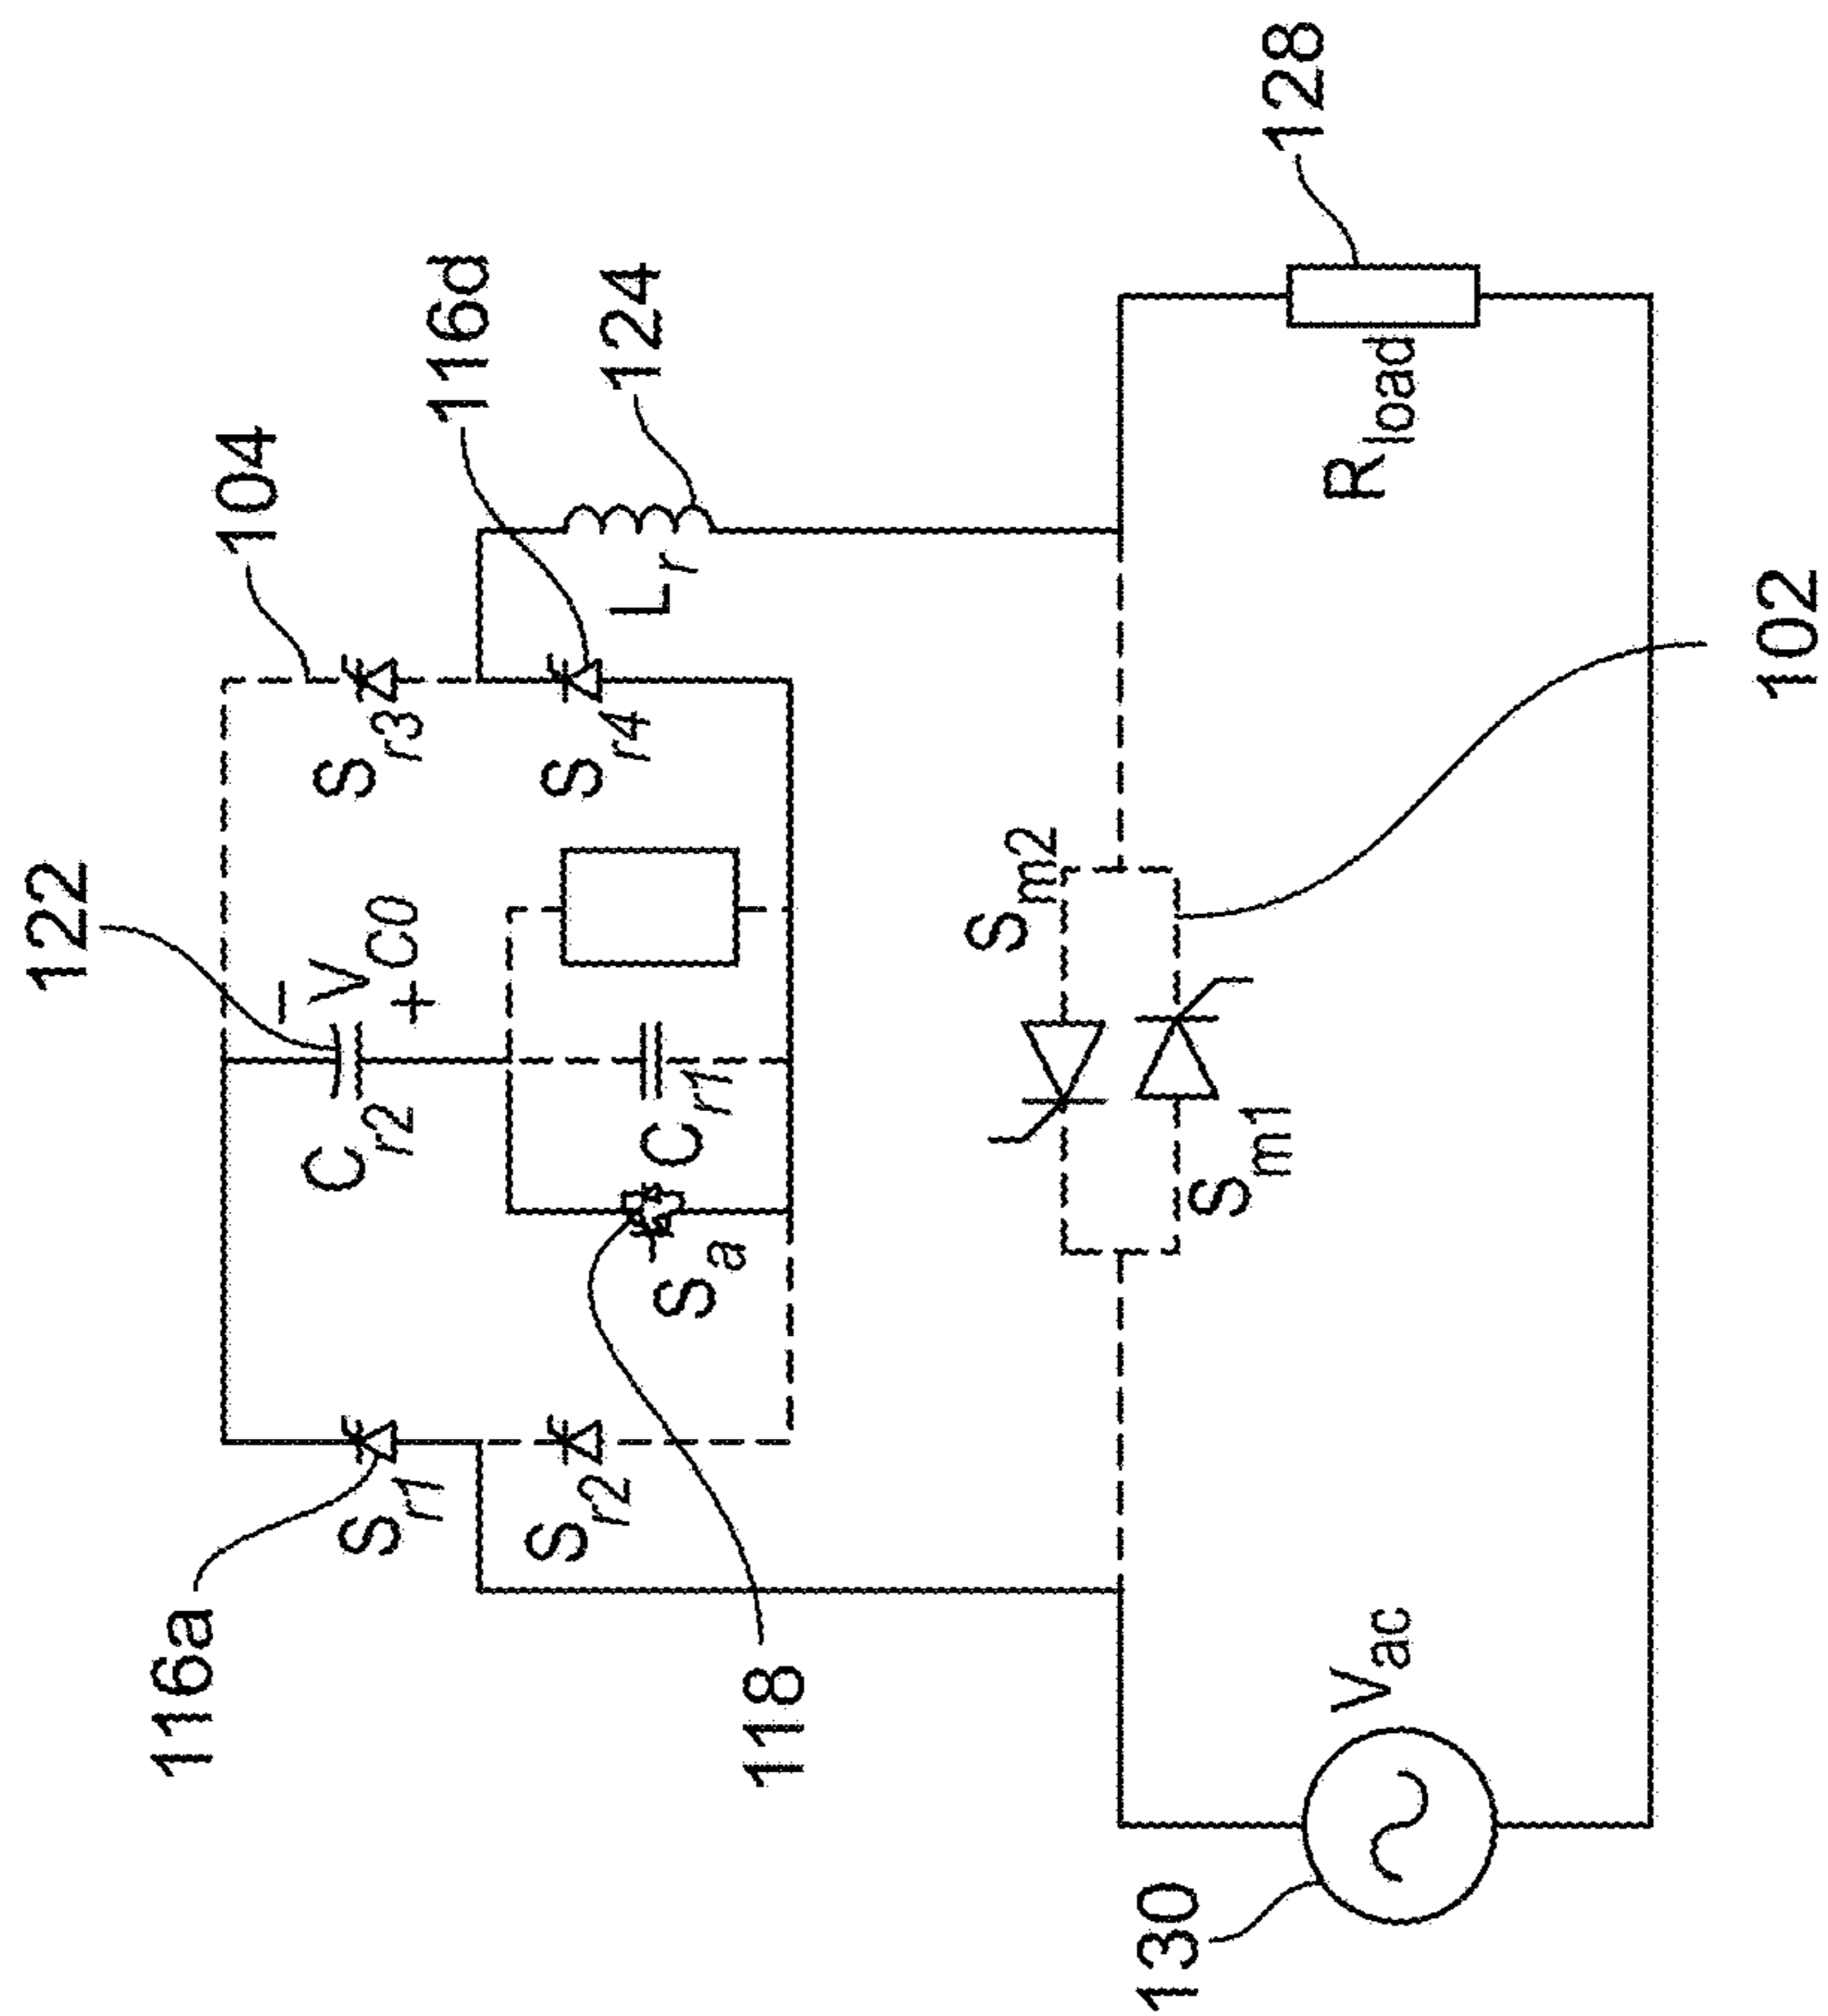 122
104
116d
124
128
116a
118
130
102
Sr1
Sr2
Cr2
−
VC0
+
Sa
Cr1
Sr3
Sr4
Lr
Sm2
Sm1
Vac
Rload